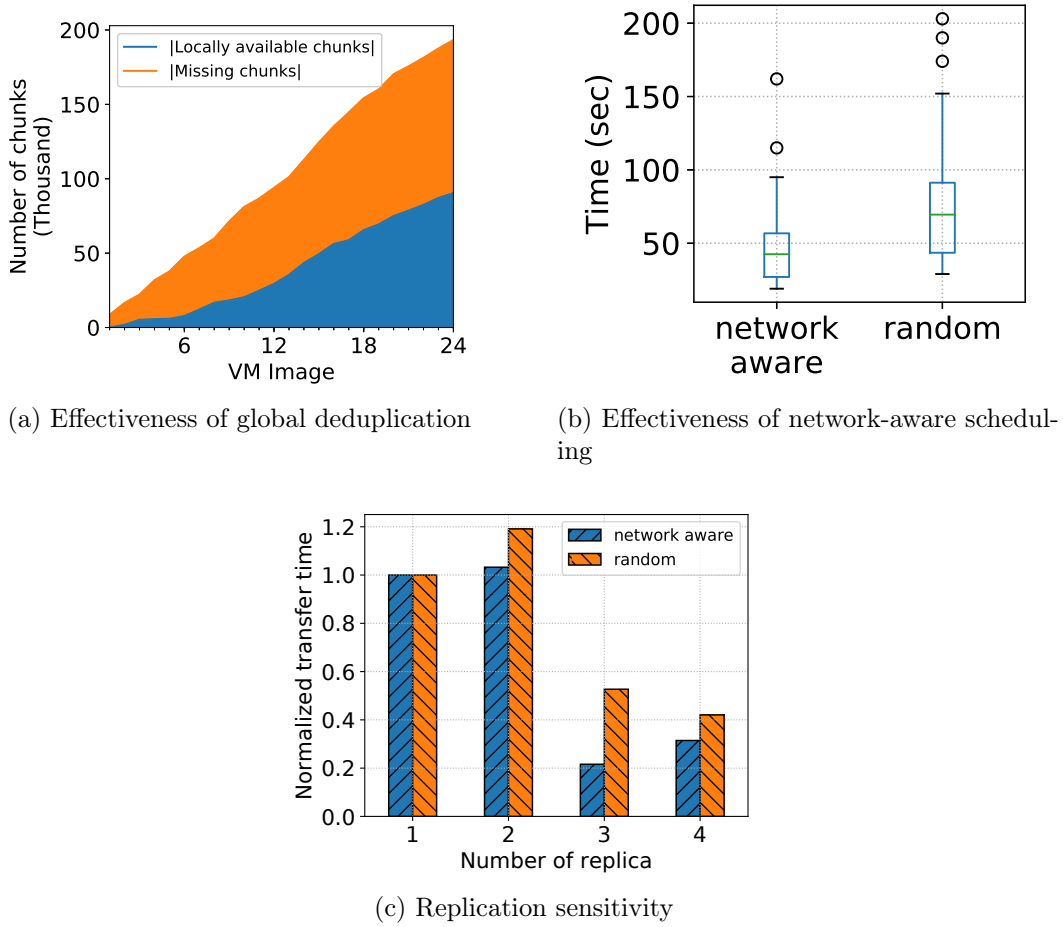 200
150
100
50
0
Number of chunks
(Thousand)
|Locally available chunks|
|Missing chunks|
6
12
18
24
VM Image
(a) Effectiveness of global deduplication
200
150
100
50
Time (sec)
network
aware
random
(b) Effectiveness of network-aware schedul-
ing
1.2
1.0
0.8
0.6
0.4
0.2
0.0
Normalized transfer time
network aware
random
1
2
3
4
Number of replica
(c) Replication sensitivity